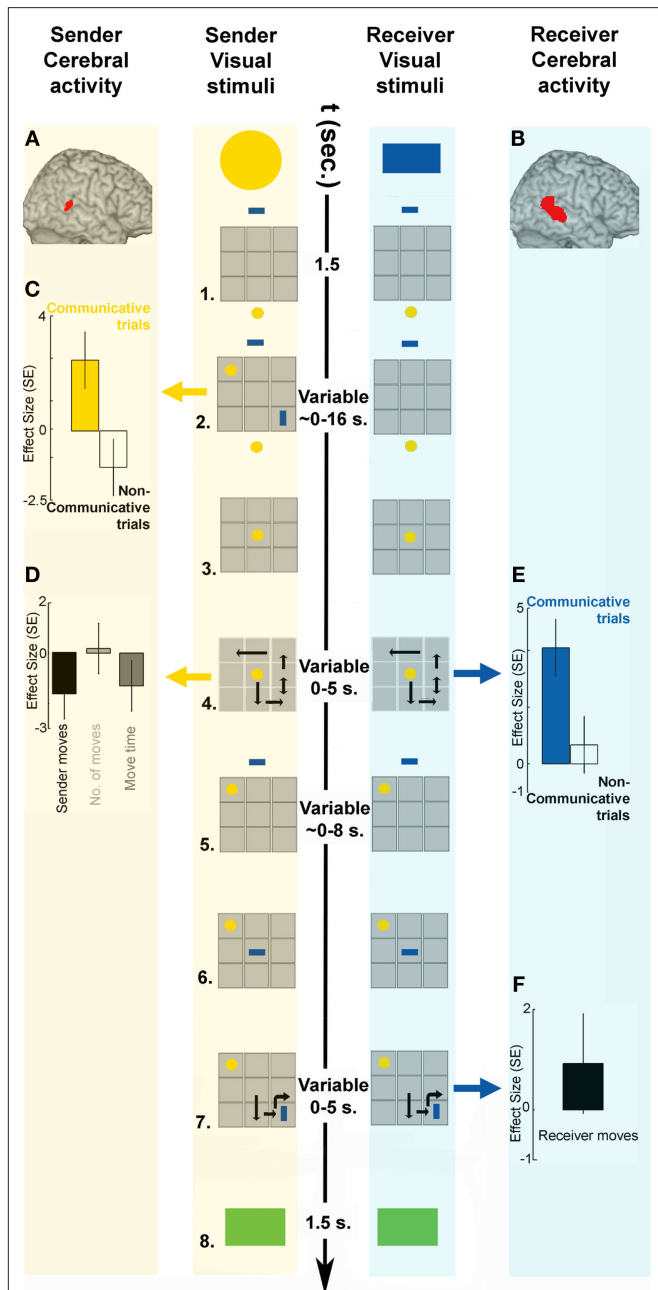 Sender
Cerebral
activity
Sender
Visual
stimuli
Receiver
Visual
stimuli
Receiver
Cerebral
activity
t (sec.)
A
B
1.5
1.
C
4
Communicative
trials
Effect Size (SE)
0
-2.5
Non-
Communicative
trials
2.
Variable
~0-16 s.
3.
D
2
Effect Size (SE)
0
-3
Sender moves
No. of moves
Move time
4.
Variable
0-5 s.
E
Communicative
trials
5
Effect Size (SE)
0
-1
Non-
Communicative
trials
5.
Variable
~0-8 s.
6.
7.
Variable
0-5 s.
F
2
Effect Size (SE)
0
-1
Receiver moves
8.
1.5 s.